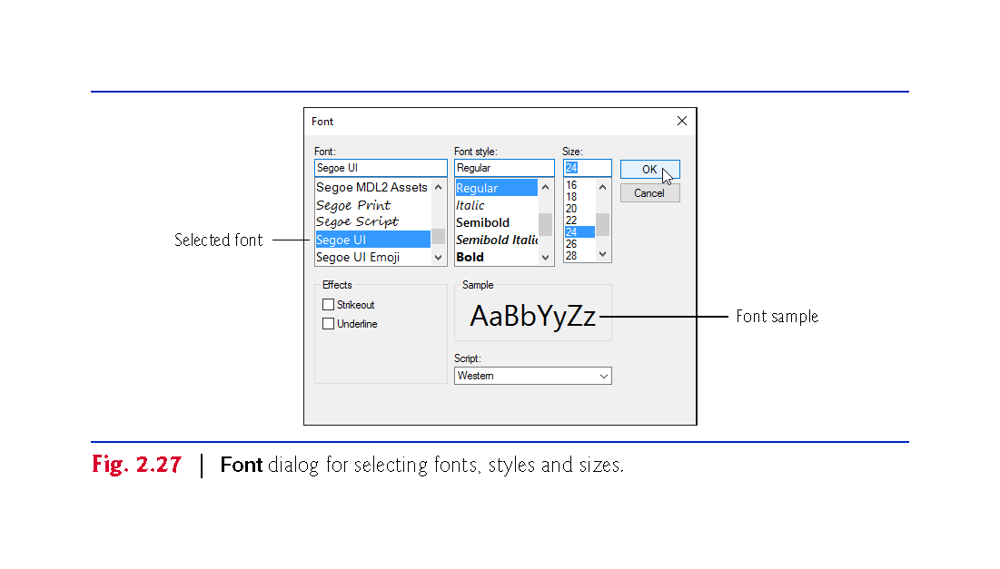 Font
Font: Font style: Size:
Segoe UI Regular 24 OK
Cancel
Segoe MDL2 Assets
Segoe Print
Segoe Script
Segoe UI
Segoe UI Emoji
Regular
Italic
Semibold
Semibold Italic
Bold
16
18
20
22
24
26
28
Selected font
Effects
Strikeout
Underline
Sample
AaBbYyZz
Font sample
Script:
Western
Fig. 2.27 | Font dialog for selecting fonts, styles and sizes.